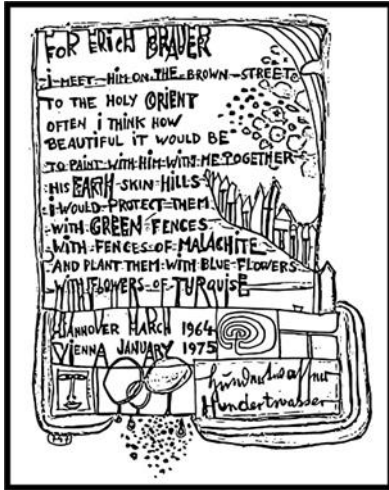 FOR ERICH BRAUER
i MEET HIM ON THE BROWN STREET
TO THE HOLY ORIENT
OFTEN i THINK HOW
BEAUTIFUL IT WOULD BE
TO PAINT WITH HIM WITH ME TOGETHER
HIS EARTH SKIN HILLS
i WOULD PROTECT THEM
WITH GREEN FENCES
WITH FENCES OF MALACHITE
AND PLANT THEM WITH BLUE FLOWERS
WITH FLOWERS OF TURQUISE
HANNOVER MARCH 1964
VIENNA JANUARY 1975
hundertwasser
Hundertwasser